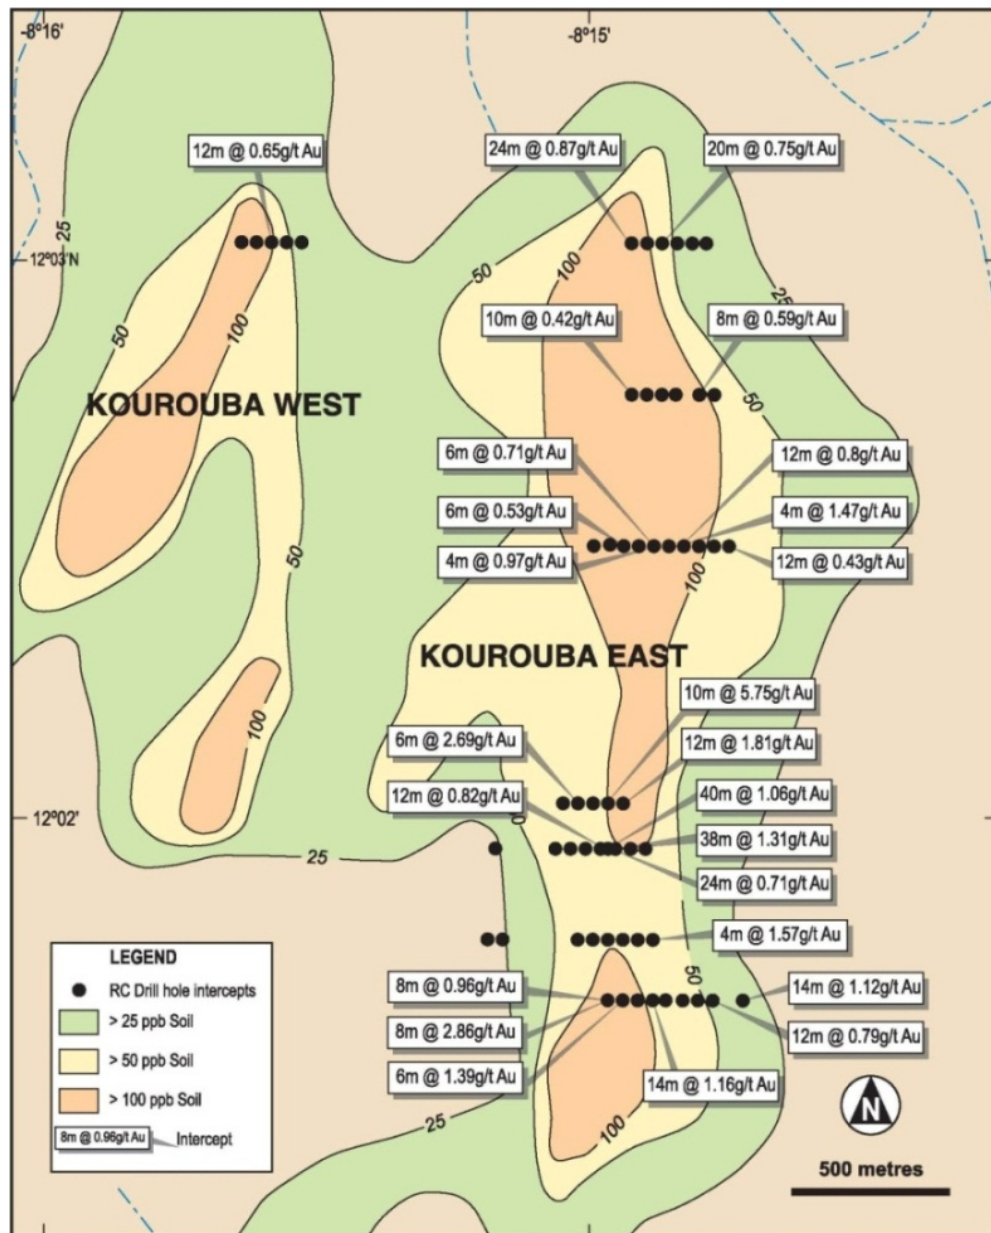 -8°16'
-8°15'
12m @ 0.65g/t Au
24m @ 0.87g/t Au
20m @ 0.75g/t Au
25
12°03'N
50
100
50
100
25
10m @ 0.42g/t Au
8m @ 0.59g/t Au
50
100
KOUROUBA WEST
50
6m @ 0.71g/t Au
12m @ 0.8g/t Au
6m @ 0.53g/t Au
4m @ 1.47g/t Au
4m @ 0.97g/t Au
12m @ 0.43g/t Au
50
100
KOUROUBA EAST
10m @ 5.75g/t Au
100
6m @ 2.69g/t Au
12m @ 1.81g/t Au
12m @ 0.82g/t Au
40m @ 1.06g/t Au
12°02'
38m @ 1.31g/t Au
25
24m @ 0.71g/t Au
4m @ 1.57g/t Au
LEGEND
RC Drill hole intercepts
> 25 ppb Soil
> 50 ppb Soil
> 100 ppb Soil
8m @ 0.96g/t Au
Intercept
50
8m @ 0.96g/t Au
14m @ 1.12g/t Au
8m @ 2.86g/t Au
12m @ 0.79g/t Au
6m @ 1.39g/t Au
14m @ 1.16g/t Au
25
100
N
500 metres